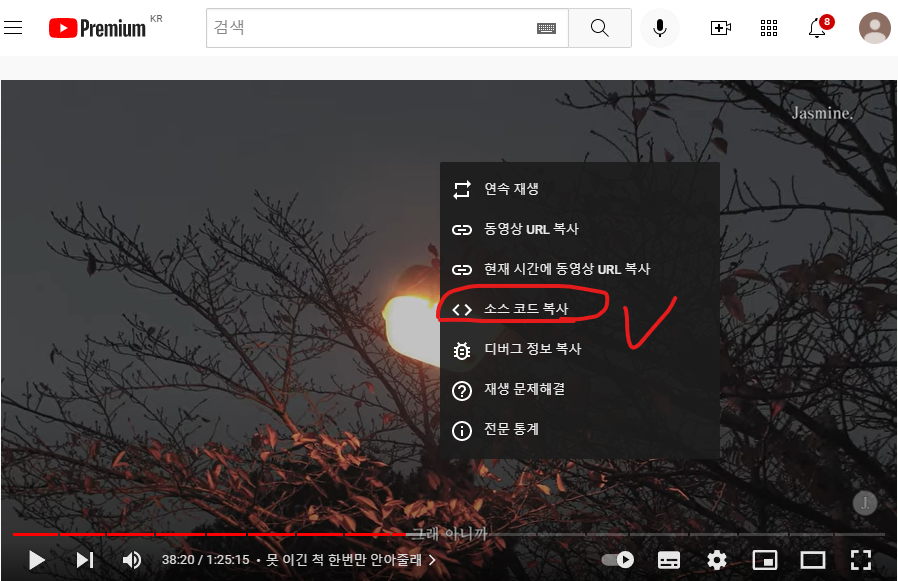 Premium KR
검색
8
Jasmine.
연속 재생
동영상 URL 복사
현재 시간에 동영상 URL 복사
소스 코드 복사
디버그 정보 복사
재생 문제해결
전문 통계
J.
그래 아니까
38:20 / 1:25:15 • 못 이긴 척 한번만 안아줄래 >